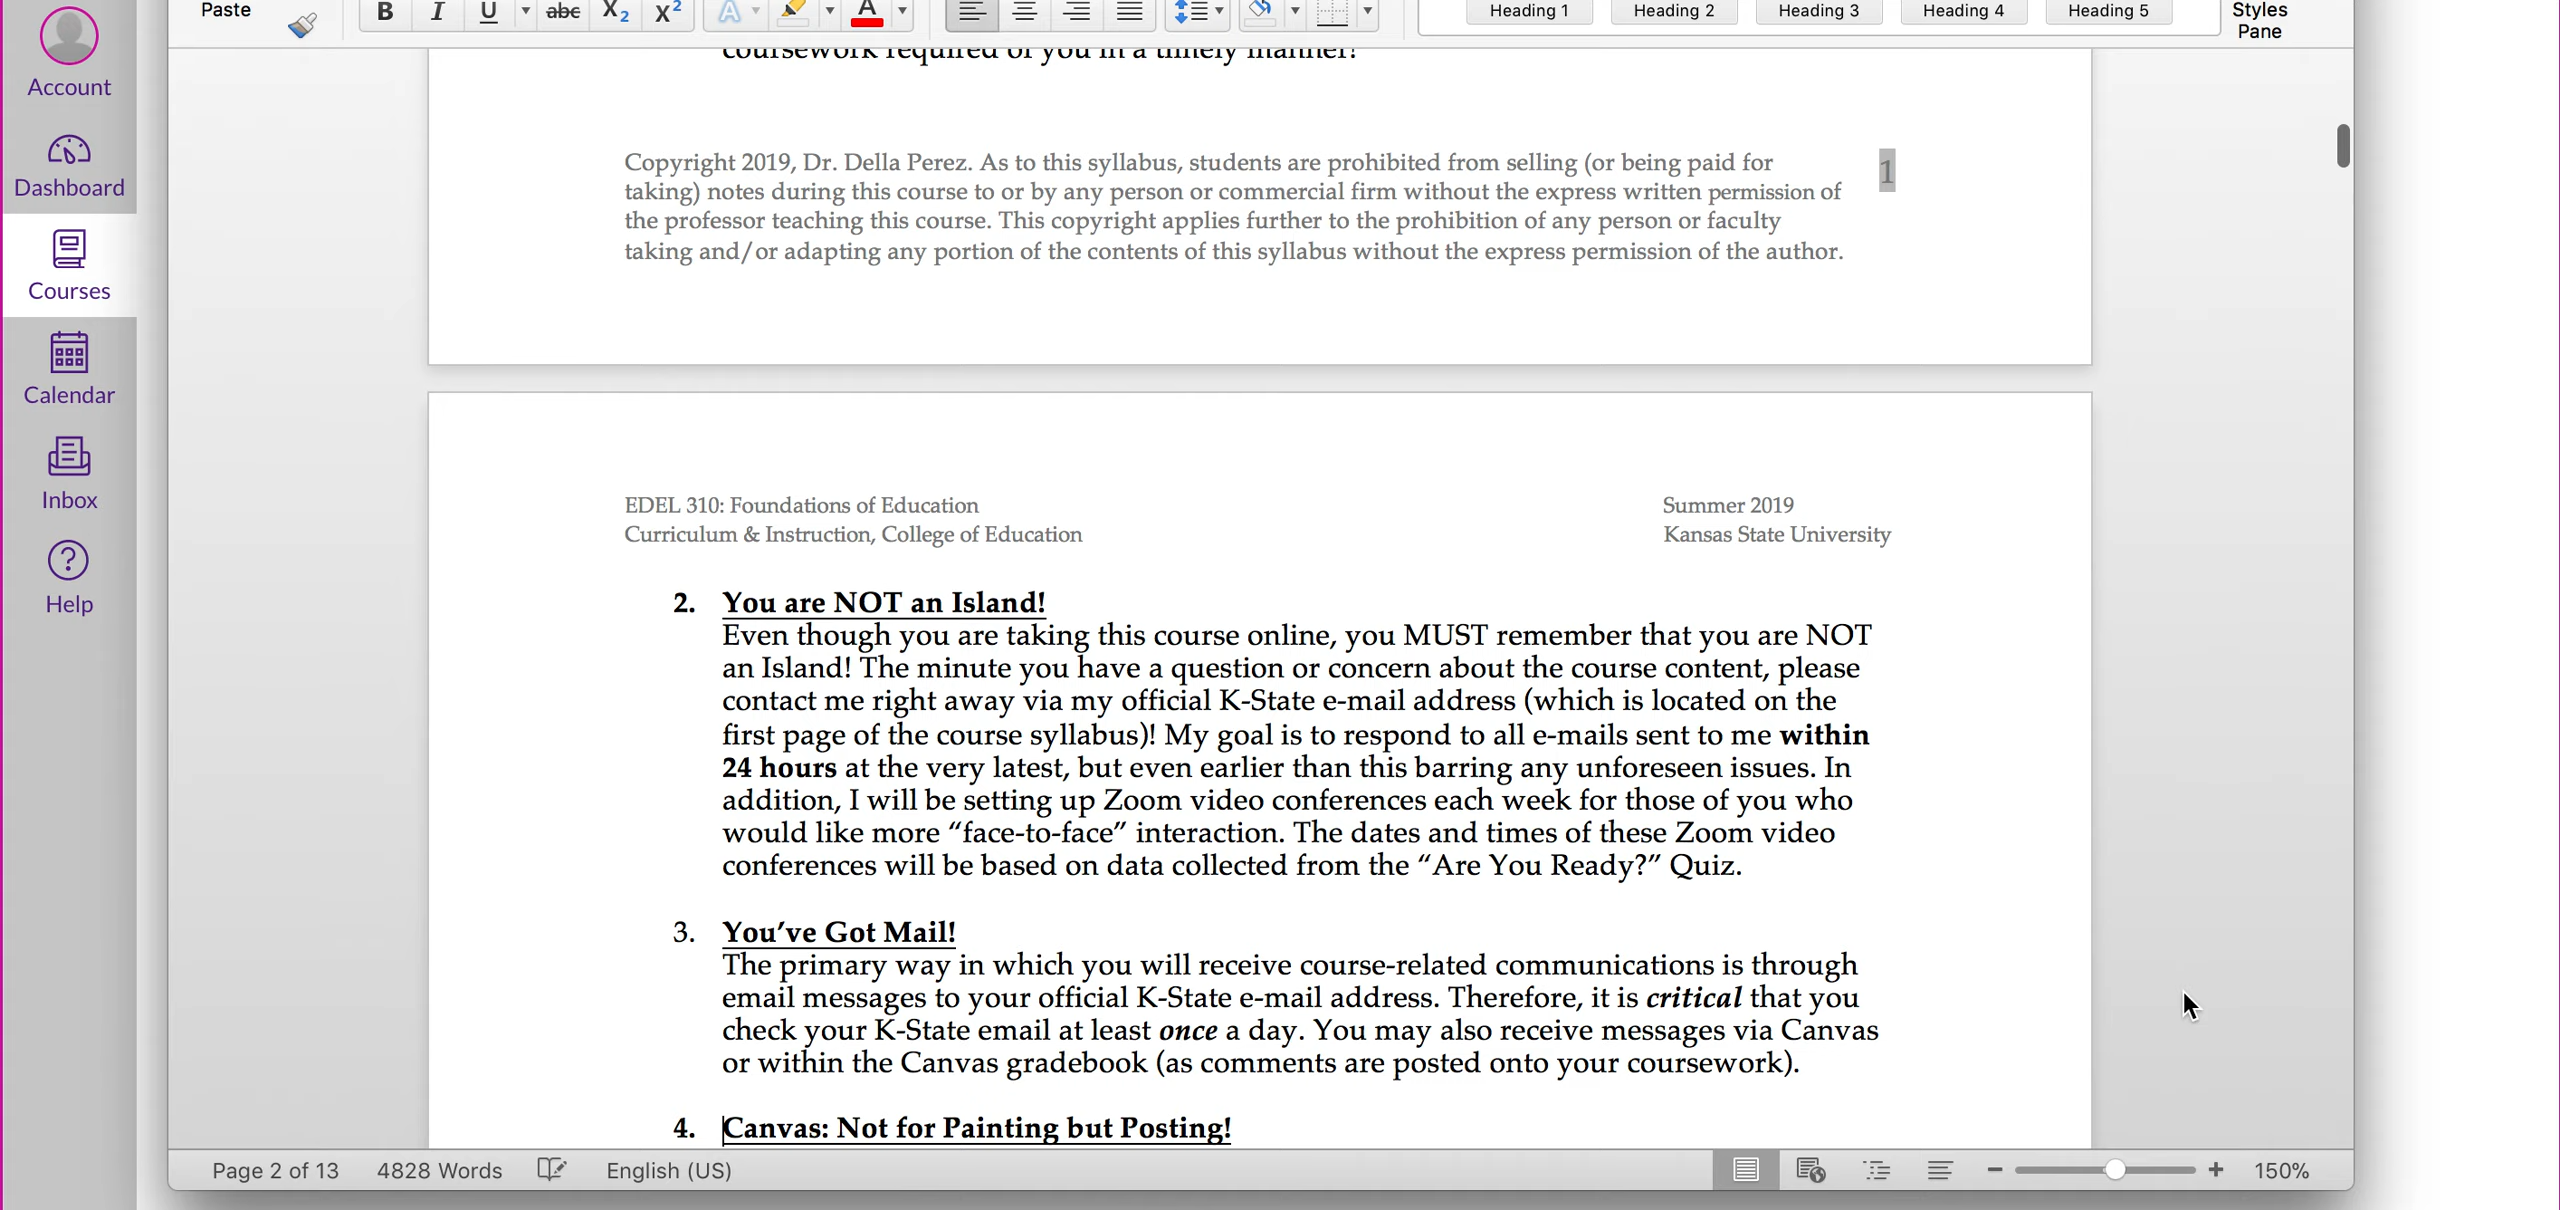 Paste
B I U abc X2 X2 A A
Heading 1 Heading 2 Heading 3 Heading 4 Heading 5
Styles
Pane
Account
Dashboard
Courses
Calendar
Inbox
Help
coursework required of you in a timely manner!
Copyright 2019, Dr. Della Perez. As to this syllabus, students are prohibited from selling (or being paid for
taking) notes during this course to or by any person or commercial firm without the express written permission of
the professor teaching this course. This copyright applies further to the prohibition of any person or faculty
taking and/or adapting any portion of the contents of this syllabus without the express permission of the author.
1
EDEL 310: Foundations of Education
Summer 2019
Curriculum & Instruction, College of Education
Kansas State University
2. You are NOT an Island!
Even though you are taking this course online, you MUST remember that you are NOT
an Island! The minute you have a question or concern about the course content, please
contact me right away via my official K-State e-mail address (which is located on the
first page of the course syllabus)! My goal is to respond to all e-mails sent to me within
24 hours at the very latest, but even earlier than this barring any unforeseen issues. In
addition, I will be setting up Zoom video conferences each week for those of you who
would like more “face-to-face” interaction. The dates and times of these Zoom video
conferences will be based on data collected from the “Are You Ready?” Quiz.
3. You’ve Got Mail!
The primary way in which you will receive course-related communications is through
email messages to your official K-State e-mail address. Therefore, it is critical that you
check your K-State email at least once a day. You may also receive messages via Canvas
or within the Canvas gradebook (as comments are posted onto your coursework).
4. Canvas: Not for Painting but Posting!
Page 2 of 13 4828 Words English (US) 150%